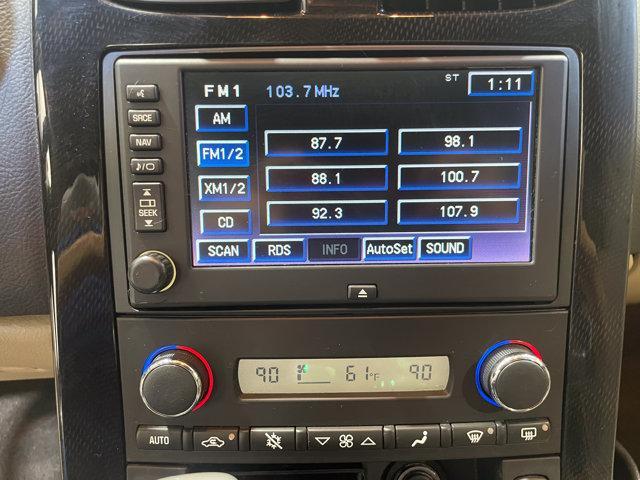 FM1 103.7MHz ST 1:11
SRCE AM 87.7 98.1
NAV FM1/2 88.1 100.7
SEEK XM1/2 92.3 107.9
CD
SCAN RDS INFO AutoSet SOUND
90 61°F 90
AUTO